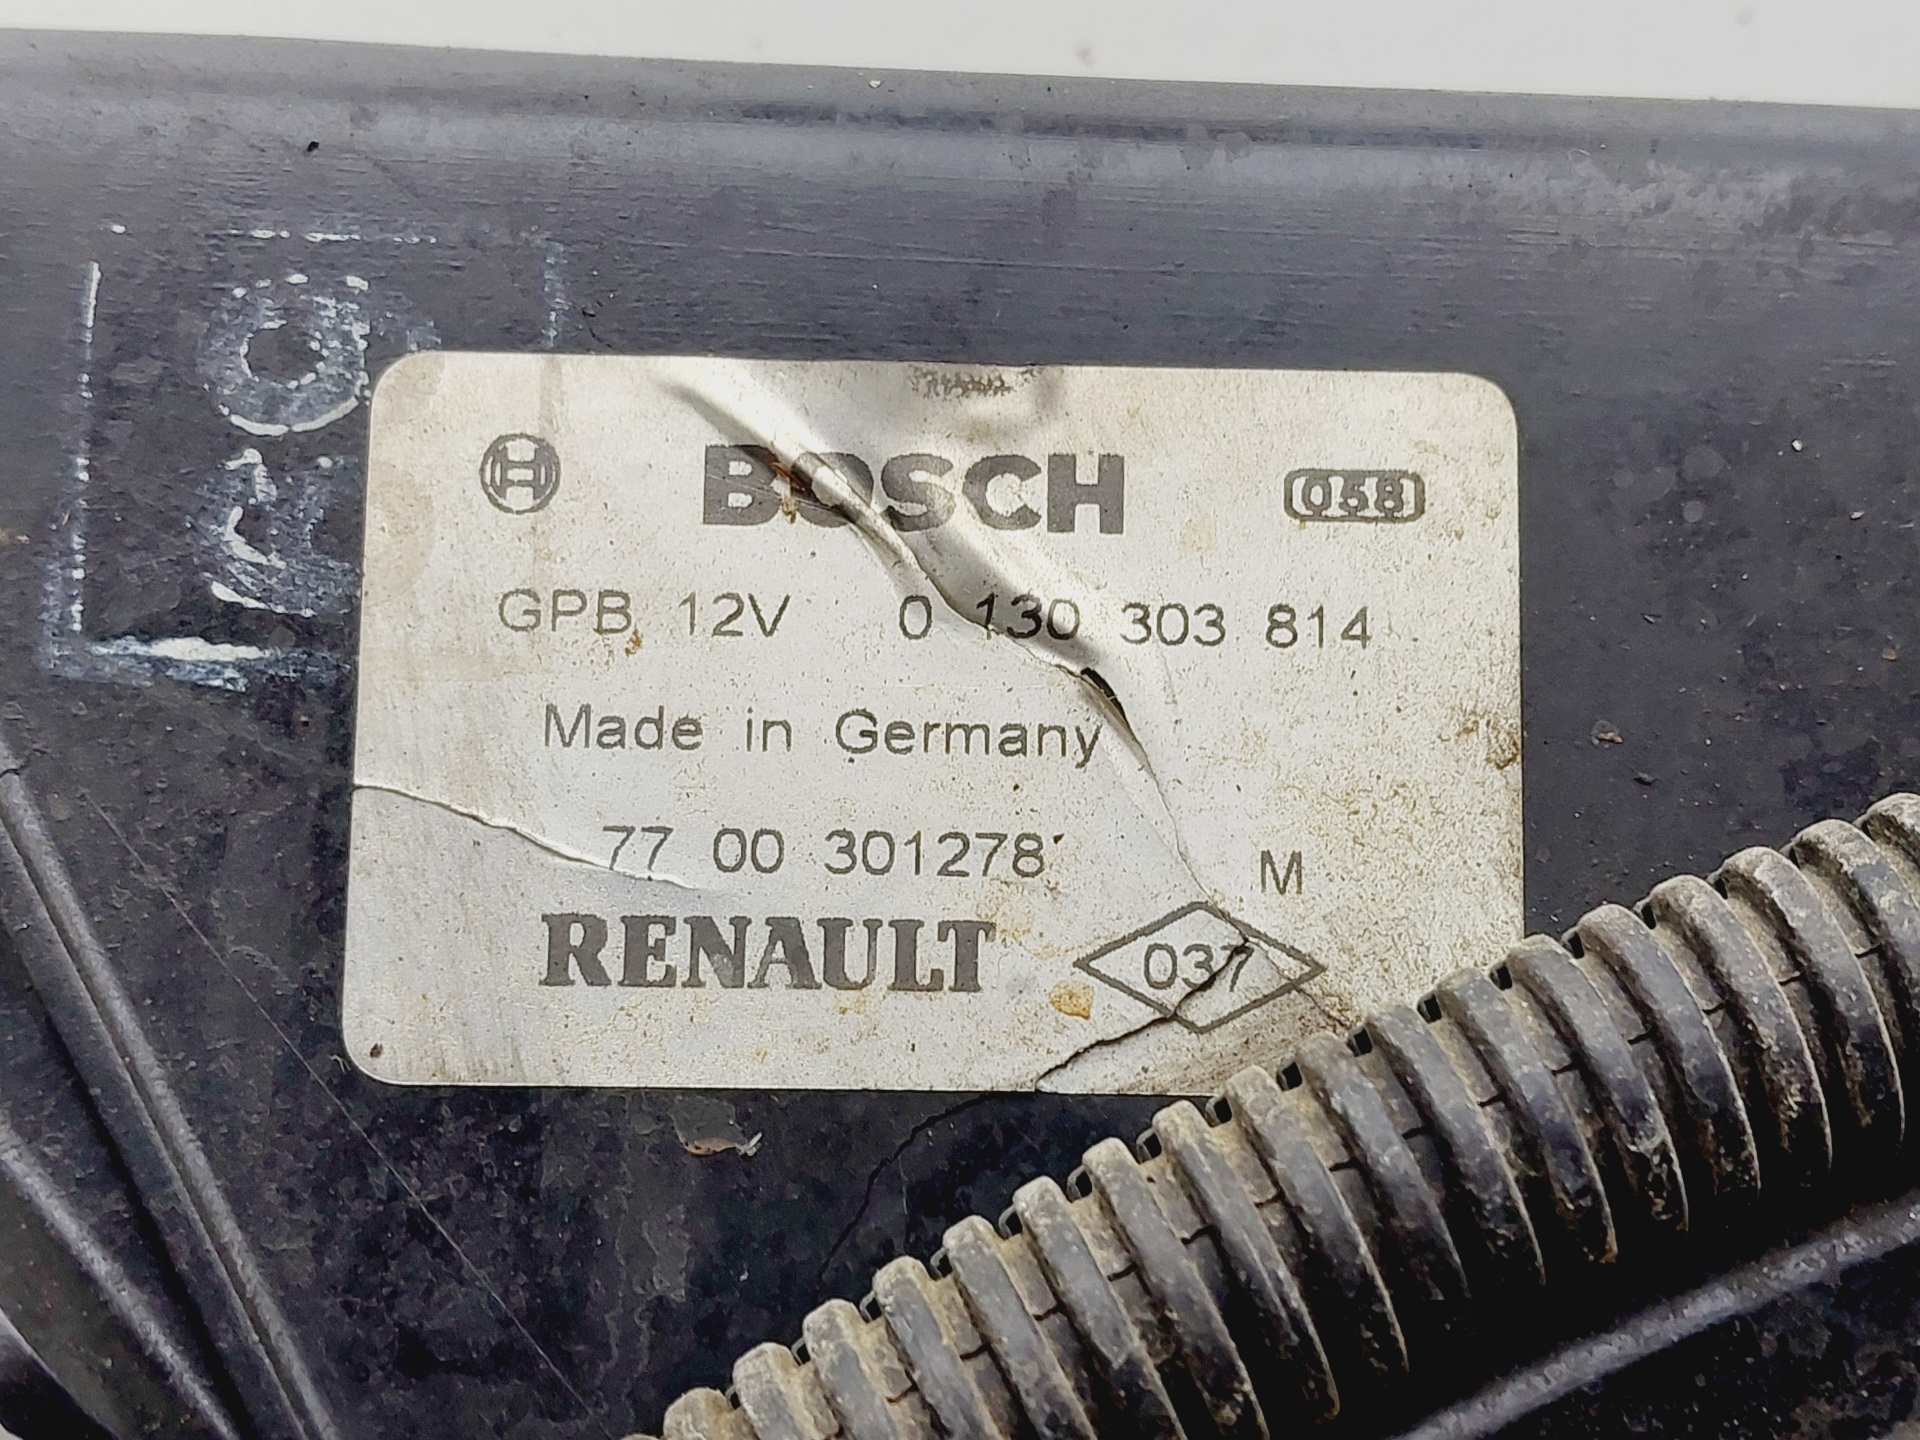 BOSCH 058
GPB 12V 0 130 303 814
Made in Germany
77 00 301278
M
RENAULT 037